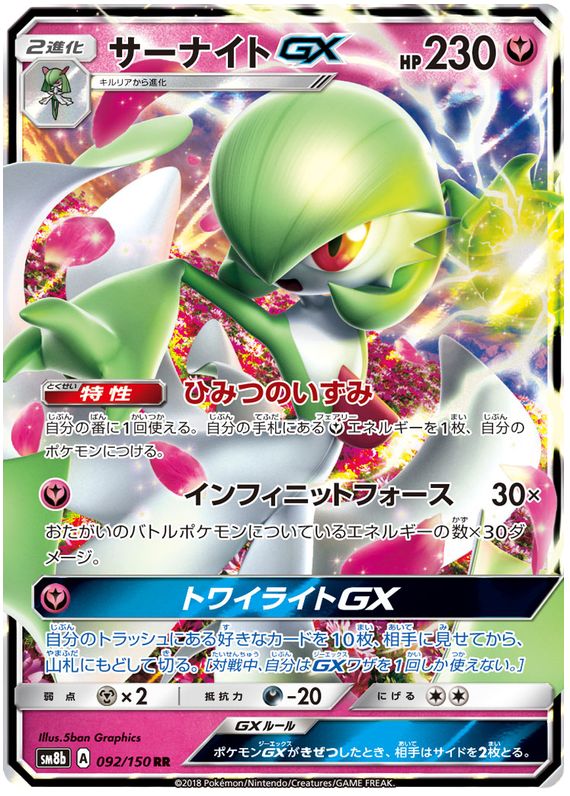 2進化 サーナイトGX HP230
キルリアから進化
特性 ひみつのいずみ
自分の番に1回使える。自分の手札にあるエネルギーを1枚、自分の
ポケモンにつける。
インフィニットフォース 30×
おたがいのバトルポケモンについているエネルギーの数×30ダ
メージ。
トワイライトGX
自分のトラッシュにある好きなカードを10枚、相手に見せてから、
山札にもどして切る。[対戦中、自分はGXワザを1回しか使えない。]
弱点 ×2 抵抗力 -20 にげる
GXルール
Illus.5ban Graphics
ポケモンGXがきぜつしたとき、相手はサイドを2枚とる。
SM8b A 092/150 RR
©2018 Pokémon/Nintendo/Creatures/GAME FREAK.